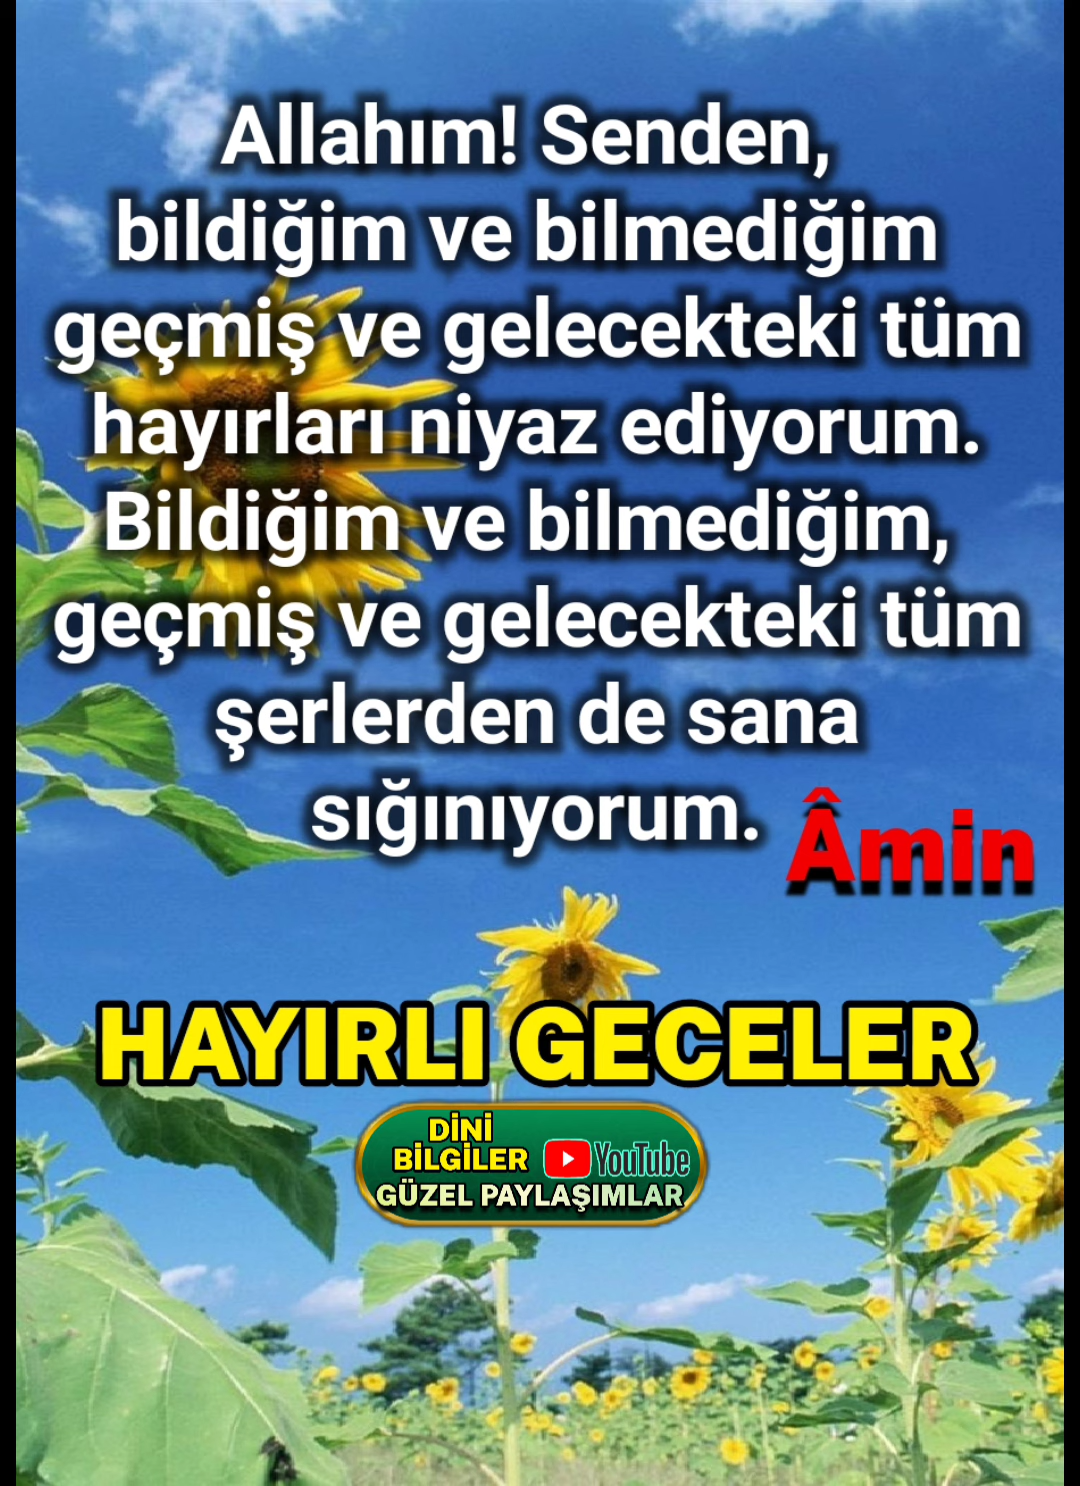 Allahım! Senden,
bildiğim ve bilmediğim
geçmiş ve gelecekteki tüm
hayırları niyaz ediyorum.
Bildiğim ve bilmediğim,
geçmiş ve gelecekteki tüm
şerlerden de sana
sığınıyorum.
Âmin
HAYIRLI GECELER
DİNİ
BİLGİLER YouTube
GÜZEL PAYLAŞIMLAR